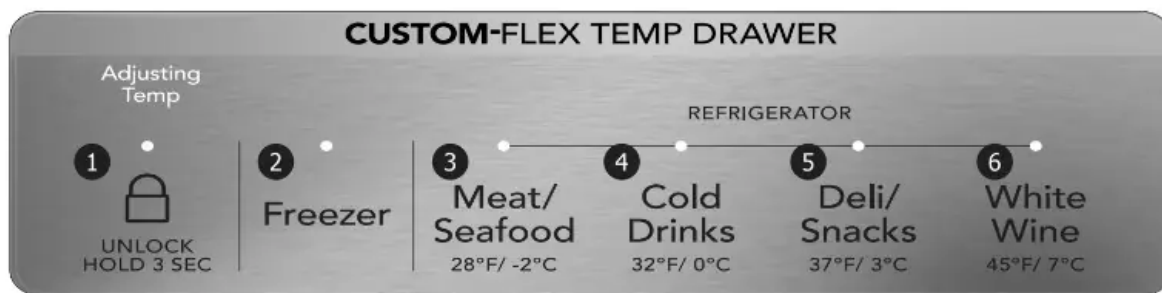 CUSTOM-FLEX TEMP DRAWER
Adjusting
Temp
1
UNLOCK
HOLD 3 SEC
2
Freezer
REFRIGERATOR
3
Meat/
Seafood
28°F/ -2°C
4
Cold
Drinks
32°F/ 0°C
5
Deli/
Snacks
37°F/ 3°C
6
White
Wine
45°F/ 7°C